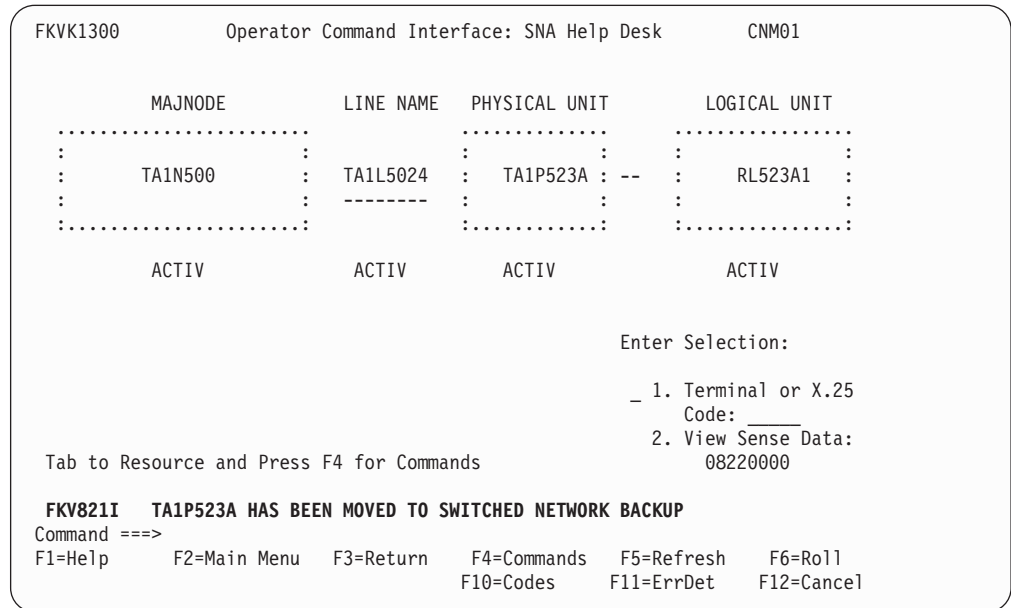 FKVK1300 Operator Command Interface: SNA Help Desk CNM01
MAJNODE LINE NAME PHYSICAL UNIT LOGICAL UNIT
........................ .............. .................
: : : : : :
: TA1N500 : TA1L5024 : TA1P523A : -- : RL523A1 :
: : -------- : : : :
:......................: :............: :...............:
ACTIV ACTIV ACTIV ACTIV
Enter Selection:
_ 1. Terminal or X.25
Code: _____
2. View Sense Data:
Tab to Resource and Press F4 for Commands 08220000
FKV821I TA1P523A HAS BEEN MOVED TO SWITCHED NETWORK BACKUP
Command ===>
F1=Help F2=Main Menu F3=Return F4=Commands F5=Refresh F6=Roll
F10=Codes F11=ErrDet F12=Cancel